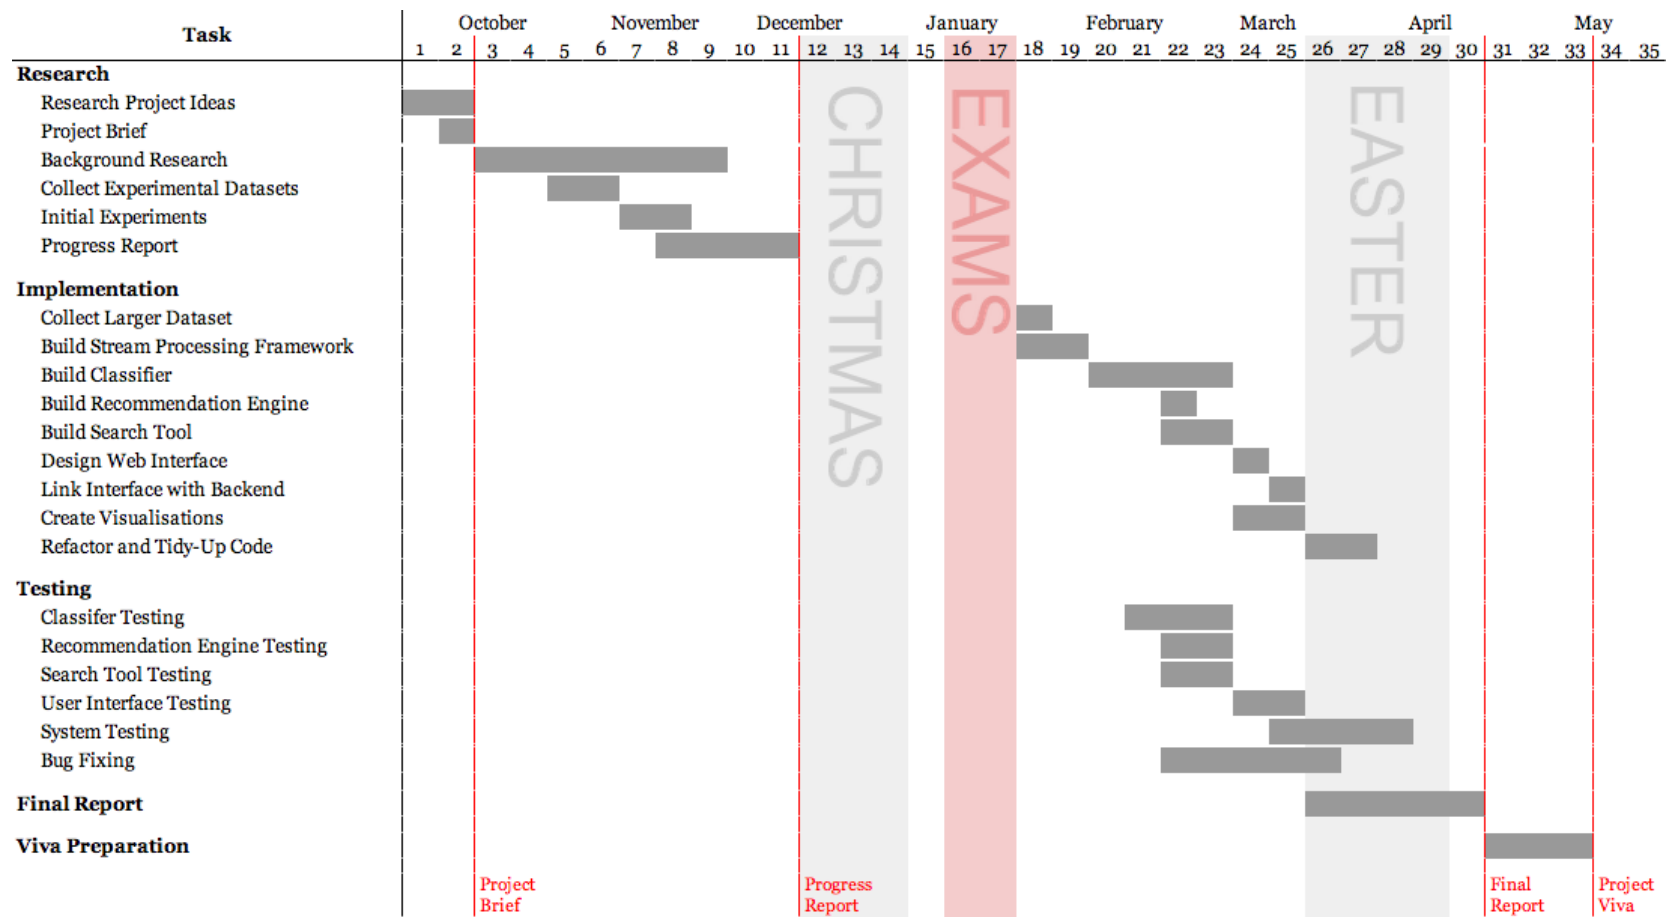 Task
October November December January February March April May
1 2 3 4 5 6 7 8 9 10 11 12 13 14 15 16 17 18 19 20 21 22 23 24 25 26 27 28 29 30 31 32 33 34 35
Research
Research Project Ideas
Project Brief
Background Research
Collect Experimental Datasets
Initial Experiments
Progress Report
Implementation
Collect Larger Dataset
Build Stream Processing Framework
Build Classifier
Build Recommendation Engine
Build Search Tool
Design Web Interface
Link Interface with Backend
Create Visualisations
Refactor and Tidy-Up Code
Testing
Classifer Testing
Recommendation Engine Testing
Search Tool Testing
User Interface Testing
System Testing
Bug Fixing
Final Report
Viva Preparation
CHRISTMAS
EXAMS
EASTER
Project
Brief
Progress
Report
Final
Report
Project
Viva